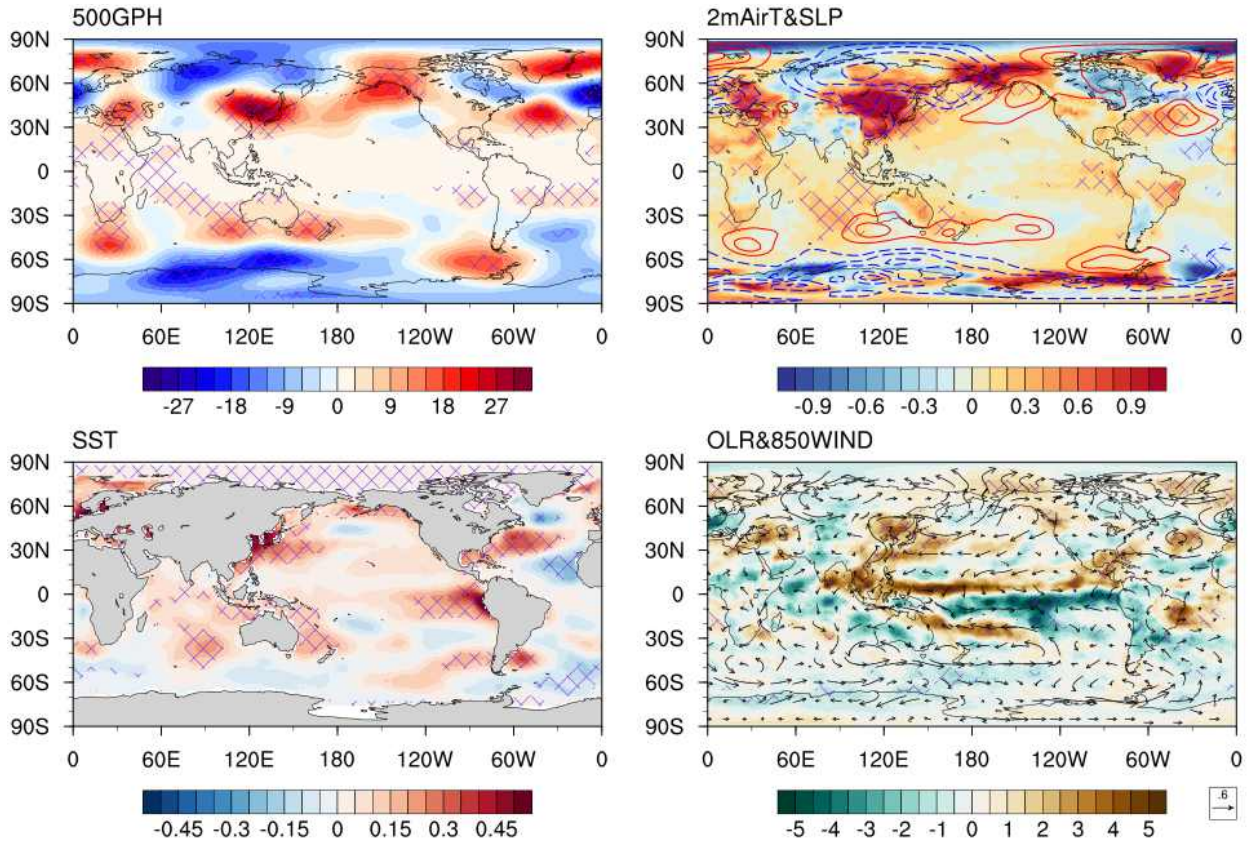 500GPH
90N
60N
30N
0
30S
60S
90S
0 60E 120E 180 120W 60W 0
-27 -18 -9 0 9 18 27
2mAirT&SLP
90N
60N
30N
0
30S
60S
90S
0 60E 120E 180 120W 60W 0
-0.9 -0.6 -0.3 0 0.3 0.6 0.9
SST
90N
60N
30N
0
30S
60S
90S
0 60E 120E 180 120W 60W 0
-0.45 -0.3 -0.15 0 0.15 0.3 0.45
OLR&850WIND
90N
60N
30N
0
30S
60S
90S
0 60E 120E 180 120W 60W 0
-5 -4 -3 -2 -1 0 1 2 3 4 5
.6